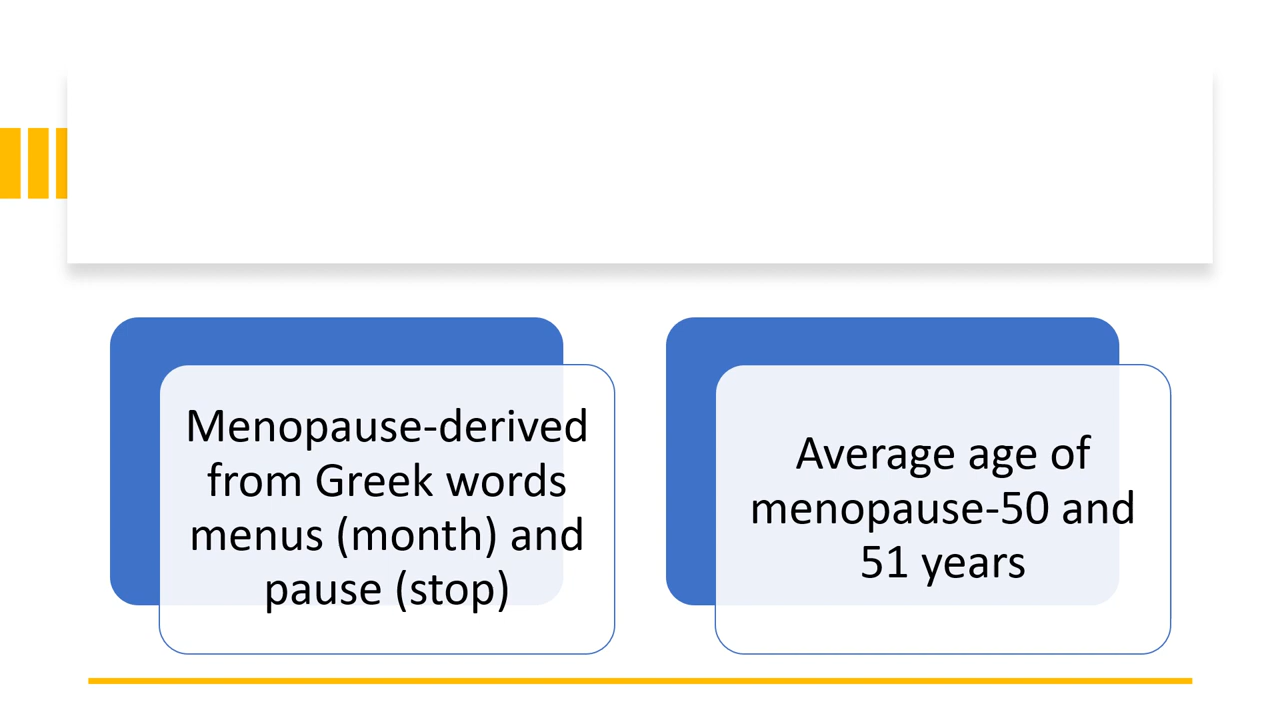 Menopause-derived
from Greek words
menus (month) and
pause (stop)
Average age of
menopause-50 and
51 years